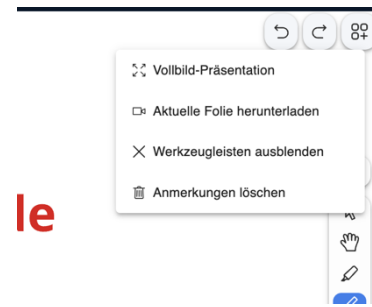 Vollbild-Präsentation
Aktuelle Folie herunterladen
Werkzeugleisten ausblenden
Anmerkungen löschen
le